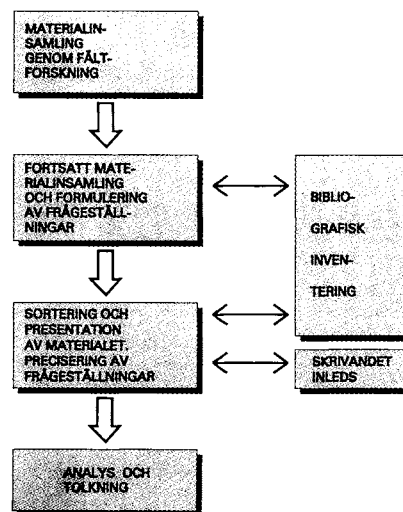 MATERIALIN-
SAMLING
GENOM FÄLT-
FORSKNING
FORTSATT MATE-
RIALINSAMLING
OCH FORMULERING
AV FRÅGESTÄLL-
NINGAR
BIBLIO-
GRAFISK
INVEN-
TERING
SORTERING OCH
PRESENTATION
AV MATERIALET.
PRECISERING AV
FRÅGESTÄLLNINGAR
SKRIVANDET
INLEDS
ANALYS OCH
TOLKNING